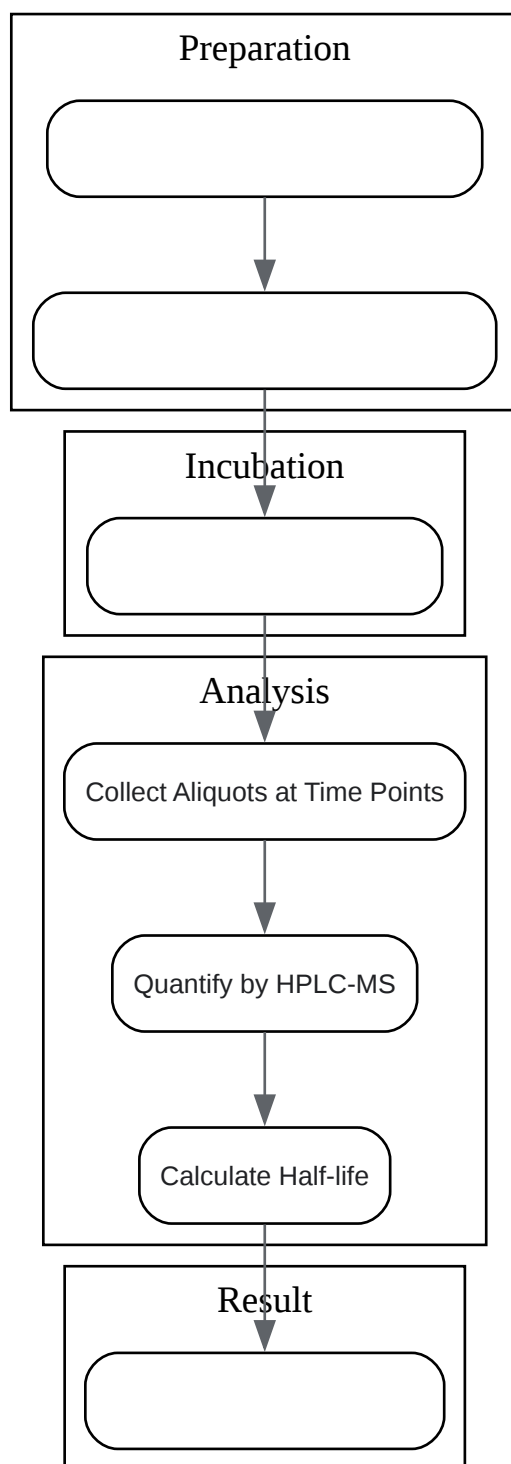 Preparation
Incubation
Analysis
Collect Aliquots at Time Points
Quantify by HPLC-MS
Calculate Half-life
Result